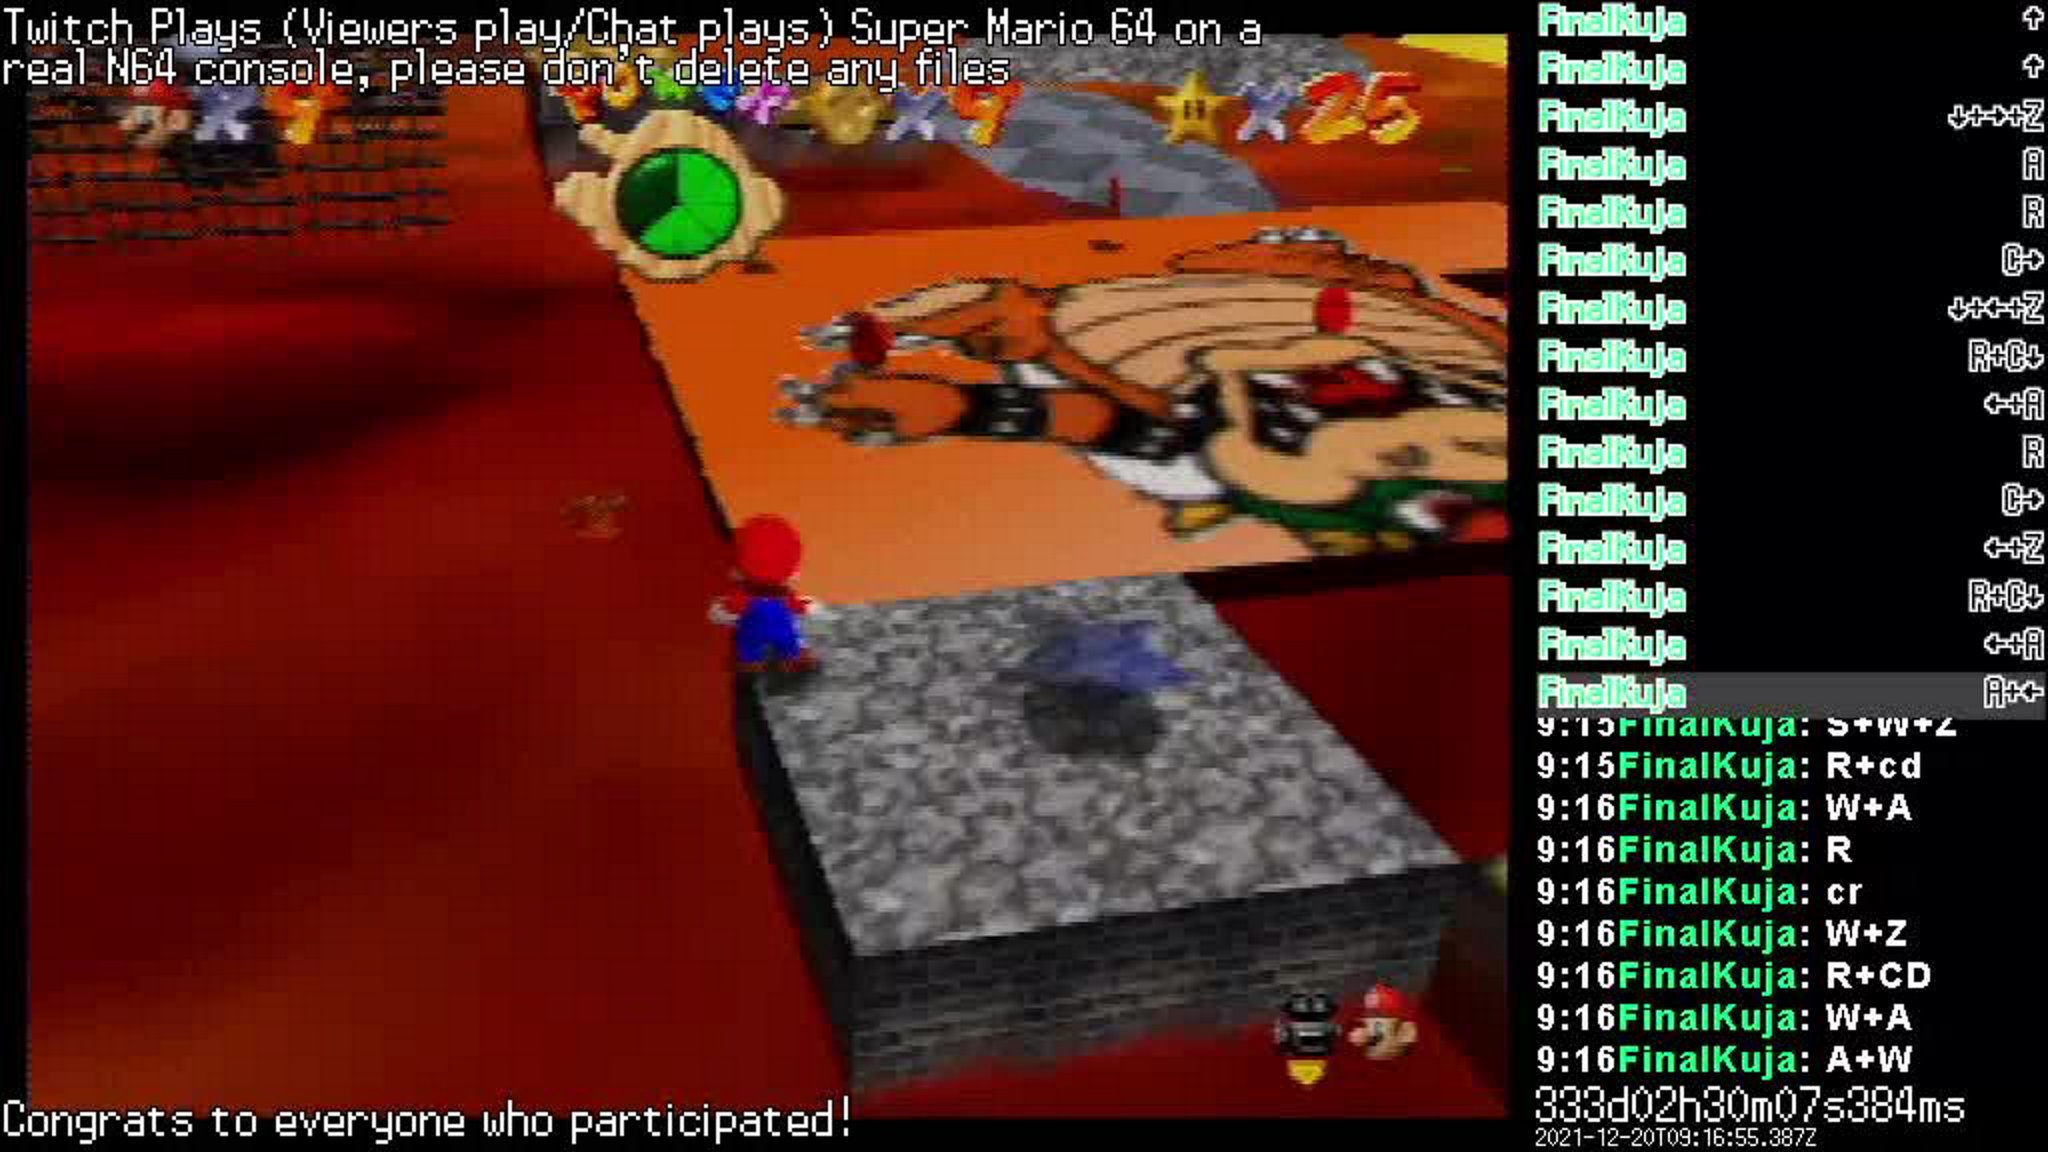 Twitch Plays (Viewers play/Chat plays) Super Mario 64 on a
real N64 console, please don't delete any files
× 25
FinalKuja ↑
FinalKuja ↑
FinalKuja ↓+→+Z
FinalKuja A
FinalKuja R
FinalKuja C→
FinalKuja ↓+←+Z
FinalKuja R+C↓
FinalKuja ←+A
FinalKuja R
FinalKuja C→
FinalKuja ←+Z
FinalKuja R+C↓
FinalKuja ←+A
FinalKuja A+←
9:15FinalKuja: S+W+Z
9:15FinalKuja: R+cd
9:16FinalKuja: W+A
9:16FinalKuja: R
9:16FinalKuja: cr
9:16FinalKuja: W+Z
9:16FinalKuja: R+CD
9:16FinalKuja: W+A
9:16FinalKuja: A+W
333d02h30m07s384ms
2021-12-20T09:16:55.387Z
Congrats to everyone who participated!